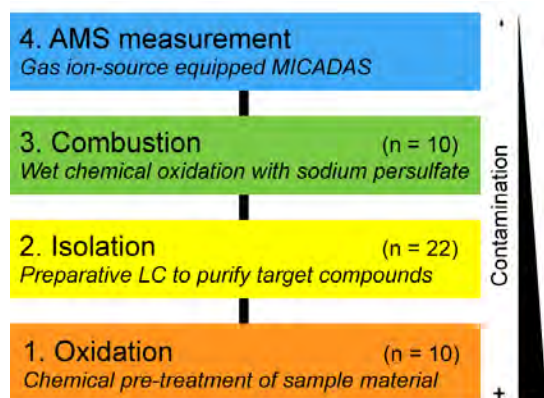 4. AMS measurement
Gas ion-source equipped MICADAS
3. Combustion (n = 10)
Wet chemical oxidation with sodium persulfate
2. Isolation (n = 22)
Preparative LC to purify target compounds
1. Oxidation (n = 10)
Chemical pre-treatment of sample material
-
Contamination
+